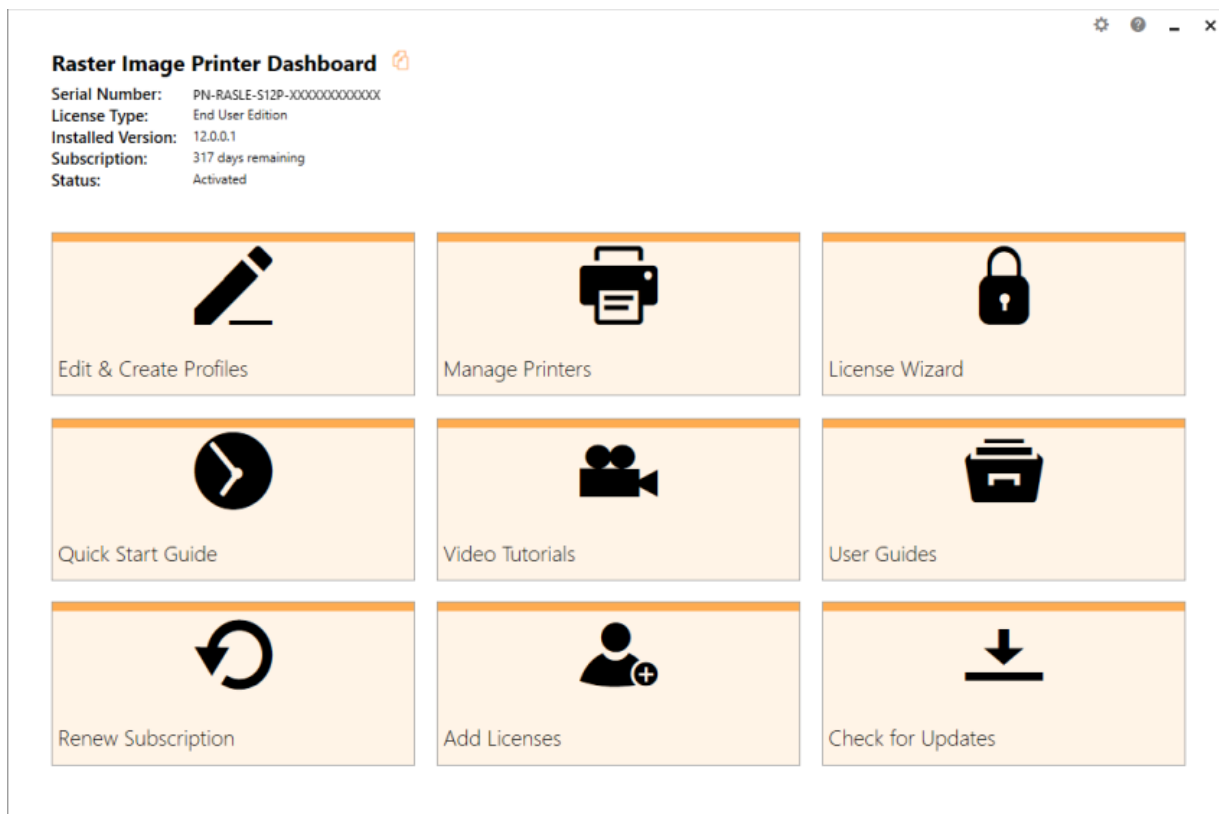 Raster Image Printer Dashboard
Serial Number: PN-RASLE-S12P-XXXXXXXXXXXX
License Type: End User Edition
Installed Version: 12.0.0.1
Subscription: 317 days remaining
Status: Activated
Edit & Create Profiles
Manage Printers
License Wizard
Quick Start Guide
Video Tutorials
User Guides
Renew Subscription
Add Licenses
Check for Updates